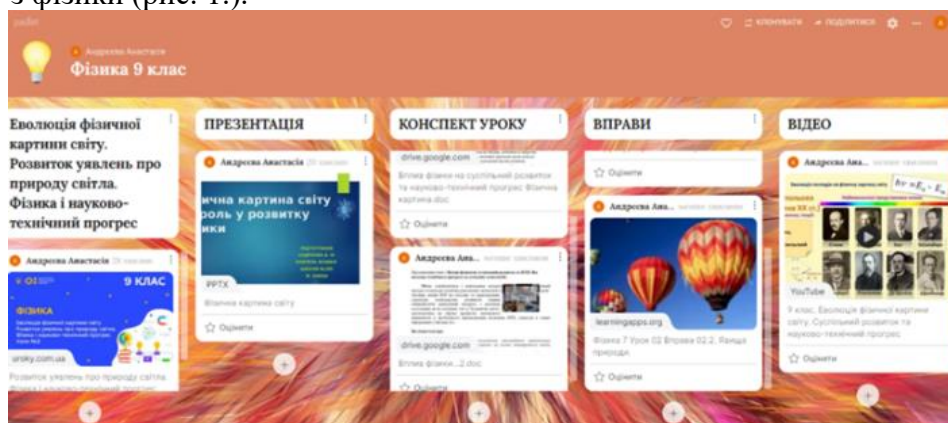 з фізики (рис. 1.).
padlet
КЛОНУВАТИ
ПОДІЛИТИСЯ
Андреєва Анастасія
Фізика 9 клас
Еволюція фізичної
картини світу.
Розвиток уявлень про
природу світла.
Фізика і науково-
технічний прогрес
Андреєва Анастасія
9 КЛАС
ФІЗИКА
uroky.com.ua
Розвиток уявлень про природу світла.
ПРЕЗЕНТАЦІЯ
Андреєва Анастасія
ична картина світу
роль у розвитку
ики
PPTX
Фізична картина світу
Оцінити
КОНСПЕКТ УРОКУ
drive.google.com
Вплив фізики на суспільний розвиток
та науково-технічний прогрес Фізична
картина.doc
Оцінити
Андреєва Ана...
drive.google.com
Вплив фізики...2.doc
Оцінити
ВПРАВИ
Оцінити
Андреєва Ана...
learningapps.org
Фізика 7 Урок 02 Вправа 02.2. Явища
природи.
Оцінити
ВІДЕО
Андреєва Ана...
YouTube
9 клас. Еволюція фізичної картини
світу. Суспільний розвиток та
науково-технічний прогрес
Оцінити